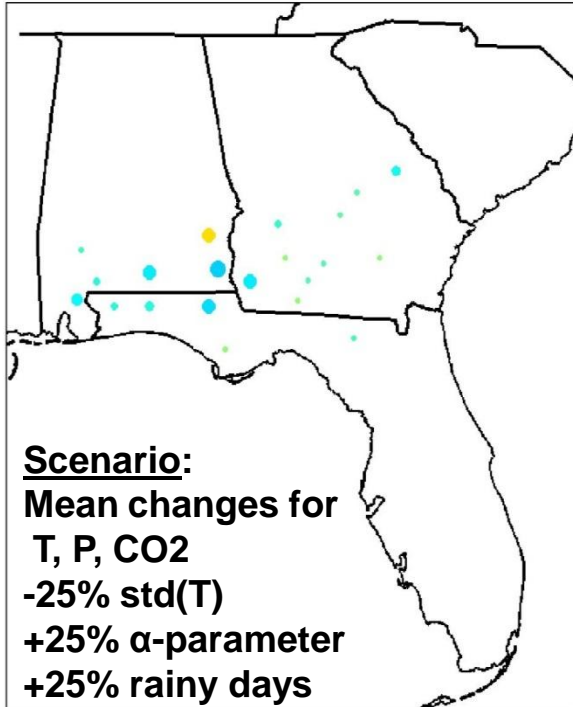 Scenario:
Mean changes for
T, P, CO2
-25% std(T)
+25% α-parameter
+25% rainy days